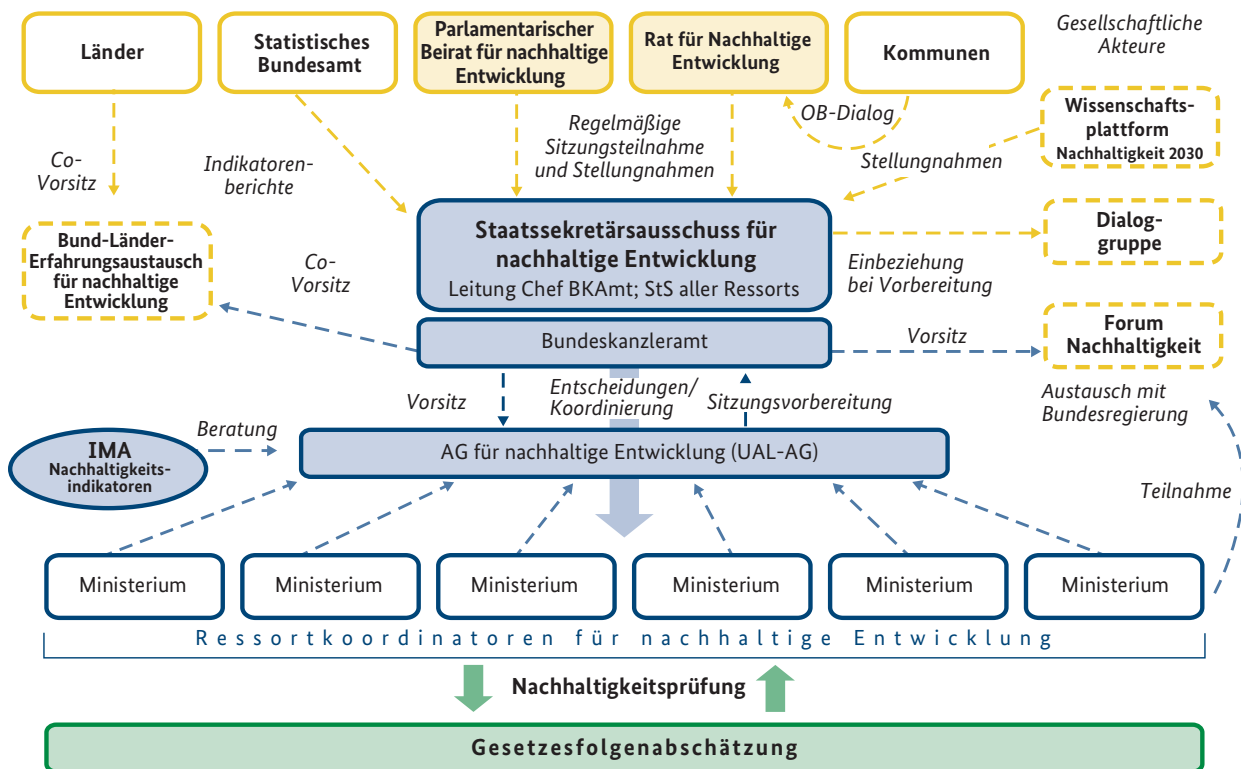 Länder
Statistisches
Bundesamt
Parlamentarischer
Beirat für nachhaltige
Entwicklung
Rat für Nachhaltige
Entwicklung
Kommunen
Gesellschaftliche
Akteure
OB-Dialog
Wissenschafts-
plattform
Nachhaltigkeit 2030
Co-
Vorsitz
Indikatoren-
berichte
Regelmäßige
Sitzungsteilnahme
und Stellungnahmen
Stellungnahmen
Bund-Länder-
Erfahrungsaustausch
für nachhaltige
Entwicklung
Co-
Vorsitz
Staatssekretärsausschuss für
nachhaltige Entwicklung
Leitung Chef BKAmt; StS aller Ressorts
Dialog-
gruppe
Einbeziehung
bei Vorbereitung
Bundeskanzleramt
Vorsitz
Forum
Nachhaltigkeit
Vorsitz
Entscheidungen/
Koordinierung
Sitzungsvorbereitung
Austausch mit
Bundesregierung
IMA
Nachhaltigkeits-
indikatoren
Beratung
AG für nachhaltige Entwicklung (UAL-AG)
Teilnahme
Ministerium
Ministerium
Ministerium
Ministerium
Ministerium
Ministerium
Ressortkoordinatoren für nachhaltige Entwicklung
Nachhaltigkeitsprüfung
Gesetzesfolgenabschätzung